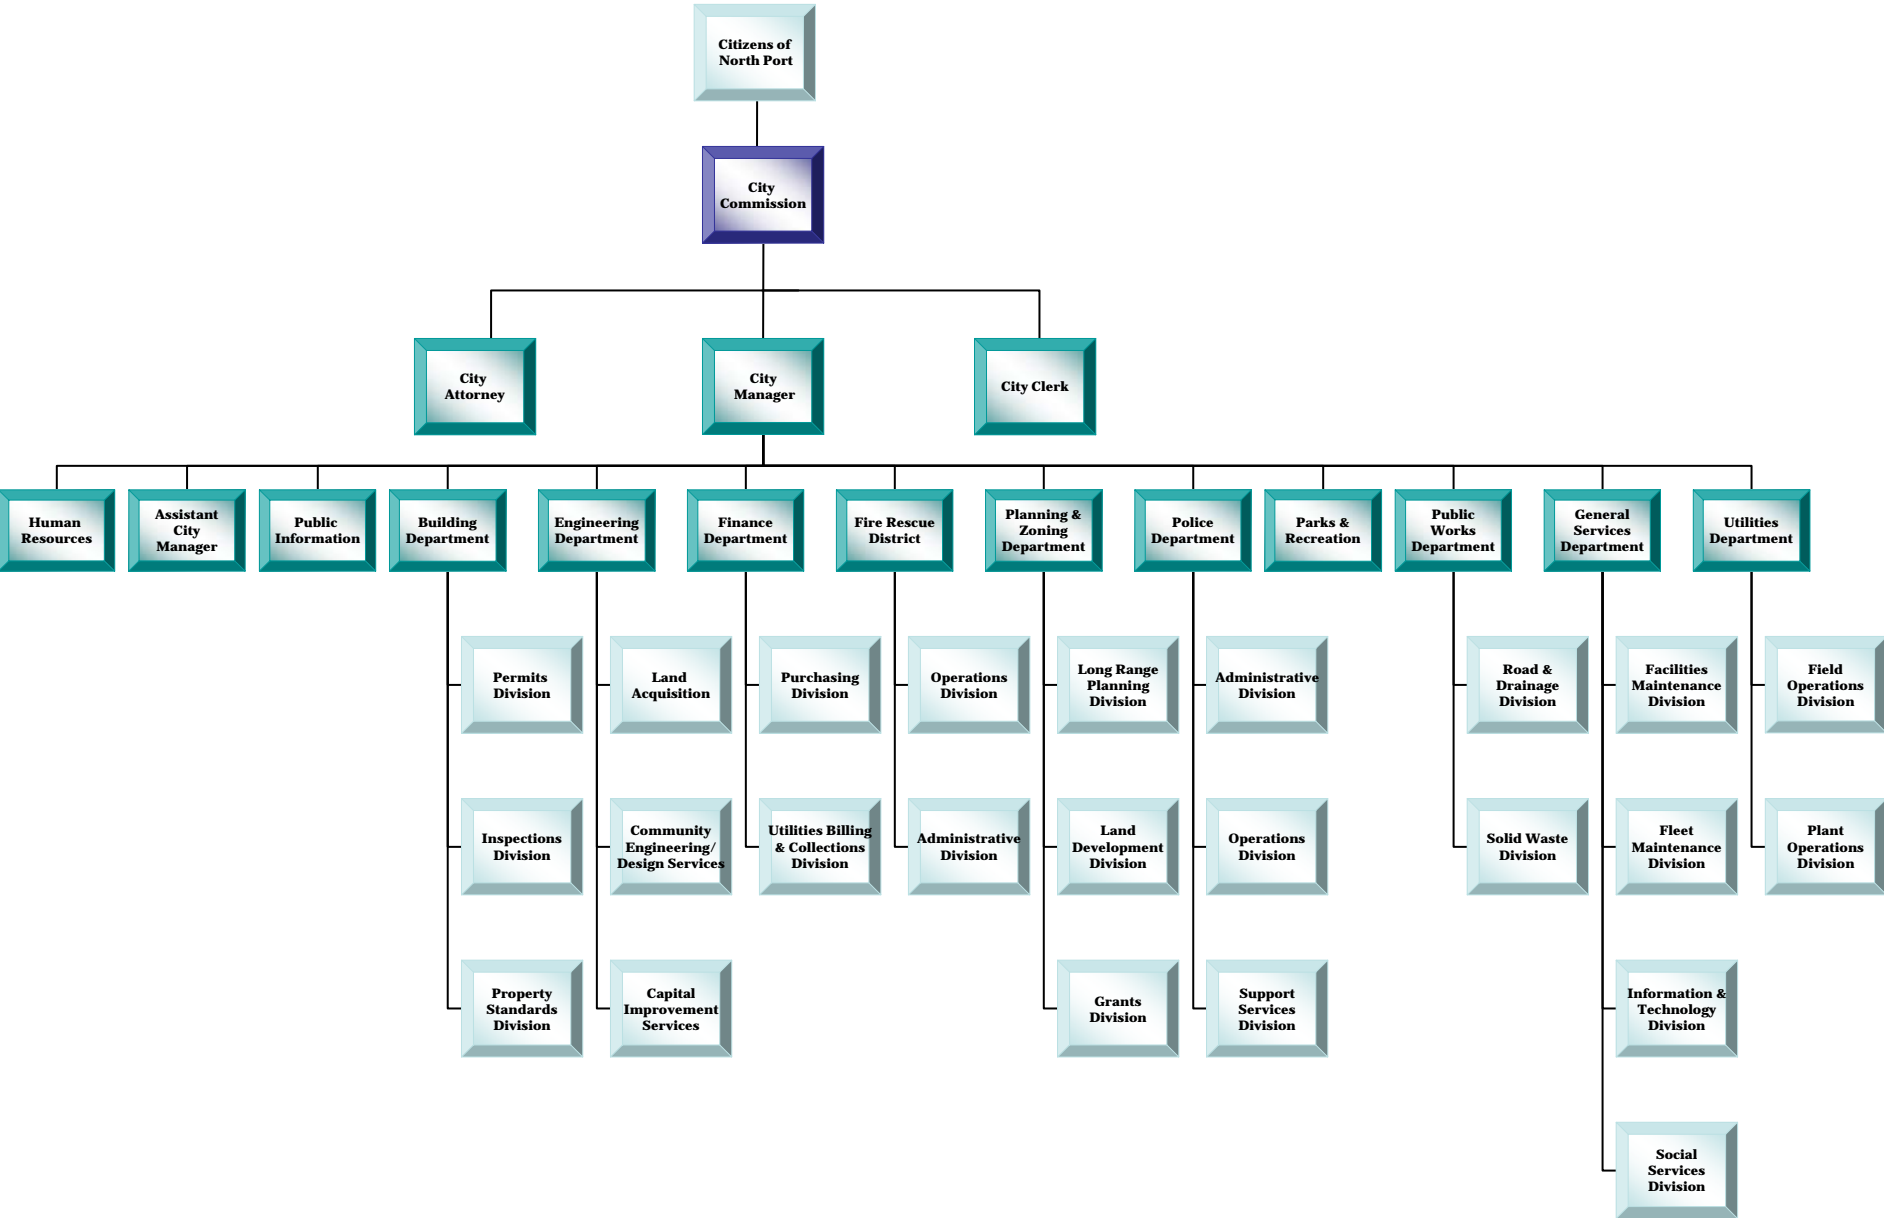 Citizens of
North Port
City
Commission
City
Attorney
City
Manager
City Clerk
Human
Resources
Assistant
City
Manager
Public
Information
Building
Department
Engineering
Department
Finance
Department
Fire Rescue
District
Planning &
Zoning
Department
Police
Department
Parks &
Recreation
Public
Works
Department
General
Services
Department
Utilities
Department
Permits
Division
Land
Acquisition
Purchasing
Division
Operations
Division
Long Range
Planning
Division
Administrative
Division
Road &
Drainage
Division
Facilities
Maintenance
Division
Field
Operations
Division
Inspections
Division
Community
Engineering/
Design Services
Utilities Billing
& Collections
Division
Administrative
Division
Land
Development
Division
Operations
Division
Solid Waste
Division
Fleet
Maintenance
Division
Plant
Operations
Division
Property
Standards
Division
Capital
Improvement
Services
Grants
Division
Support
Services
Division
Information &
Technology
Division
Social
Services
Division